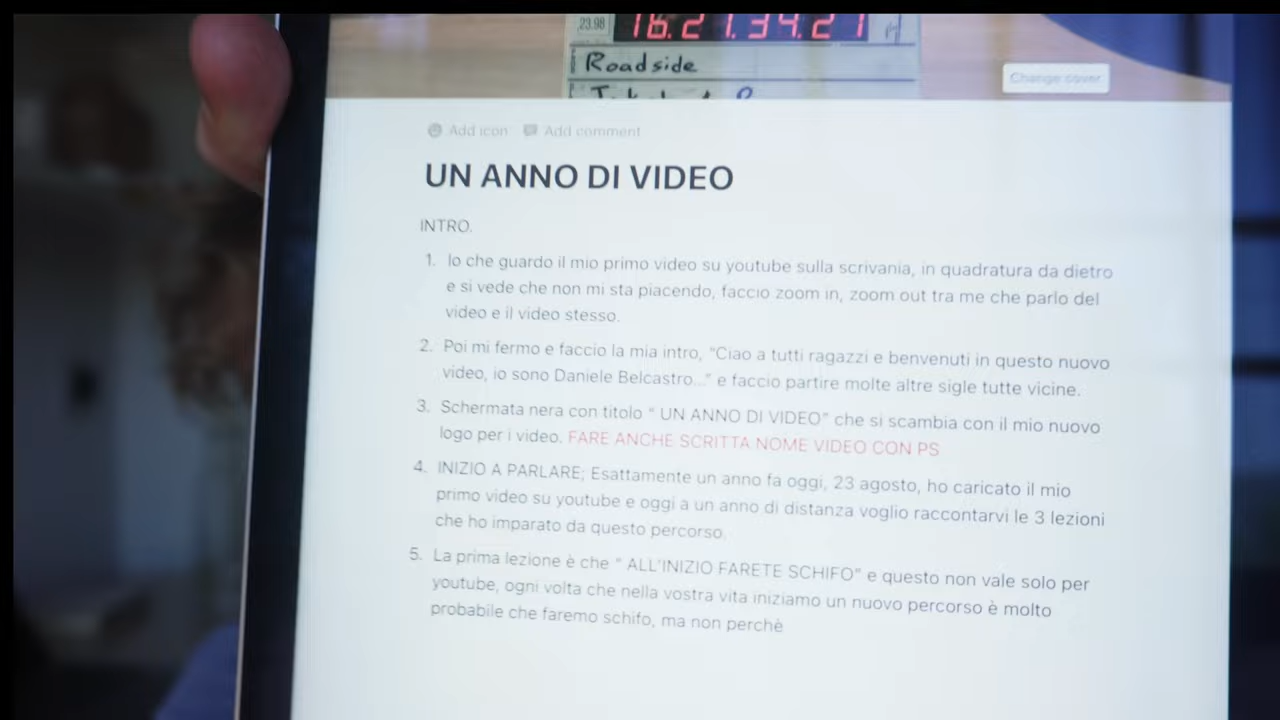 23.98 16.27.34.27
Roadside
Change cover
Add icon Add comment
UN ANNO DI VIDEO
INTRO.
1. Io che guardo il mio primo video su youtube sulla scrivania, in quadratura da dietro
e si vede che non mi sta piacendo, faccio zoom in, zoom out tra me che parlo del
video e il video stesso.
2. Poi mi fermo e faccio la mia intro, “Ciao a tutti ragazzi e benvenuti in questo nuovo
video, io sono Daniele Belcastro...” e faccio partire molte altre sigle tutte vicine.
3. Schermata nera con titolo “ UN ANNO DI VIDEO” che si scambia con il mio nuovo
logo per i video. FARE ANCHE SCRITTA NOME VIDEO CON PS
4. INIZIO A PARLARE; Esattamente un anno fa oggi, 23 agosto, ho caricato il mio
primo video su youtube e oggi a un anno di distanza voglio raccontarvi le 3 lezioni
che ho imparato da questo percorso.
5. La prima lezione è che “ ALL'INIZIO FARETE SCHIFO” e questo non vale solo per
youtube, ogni volta che nella vostra vita iniziamo un nuovo percorso è molto
probabile che faremo schifo, ma non perchè